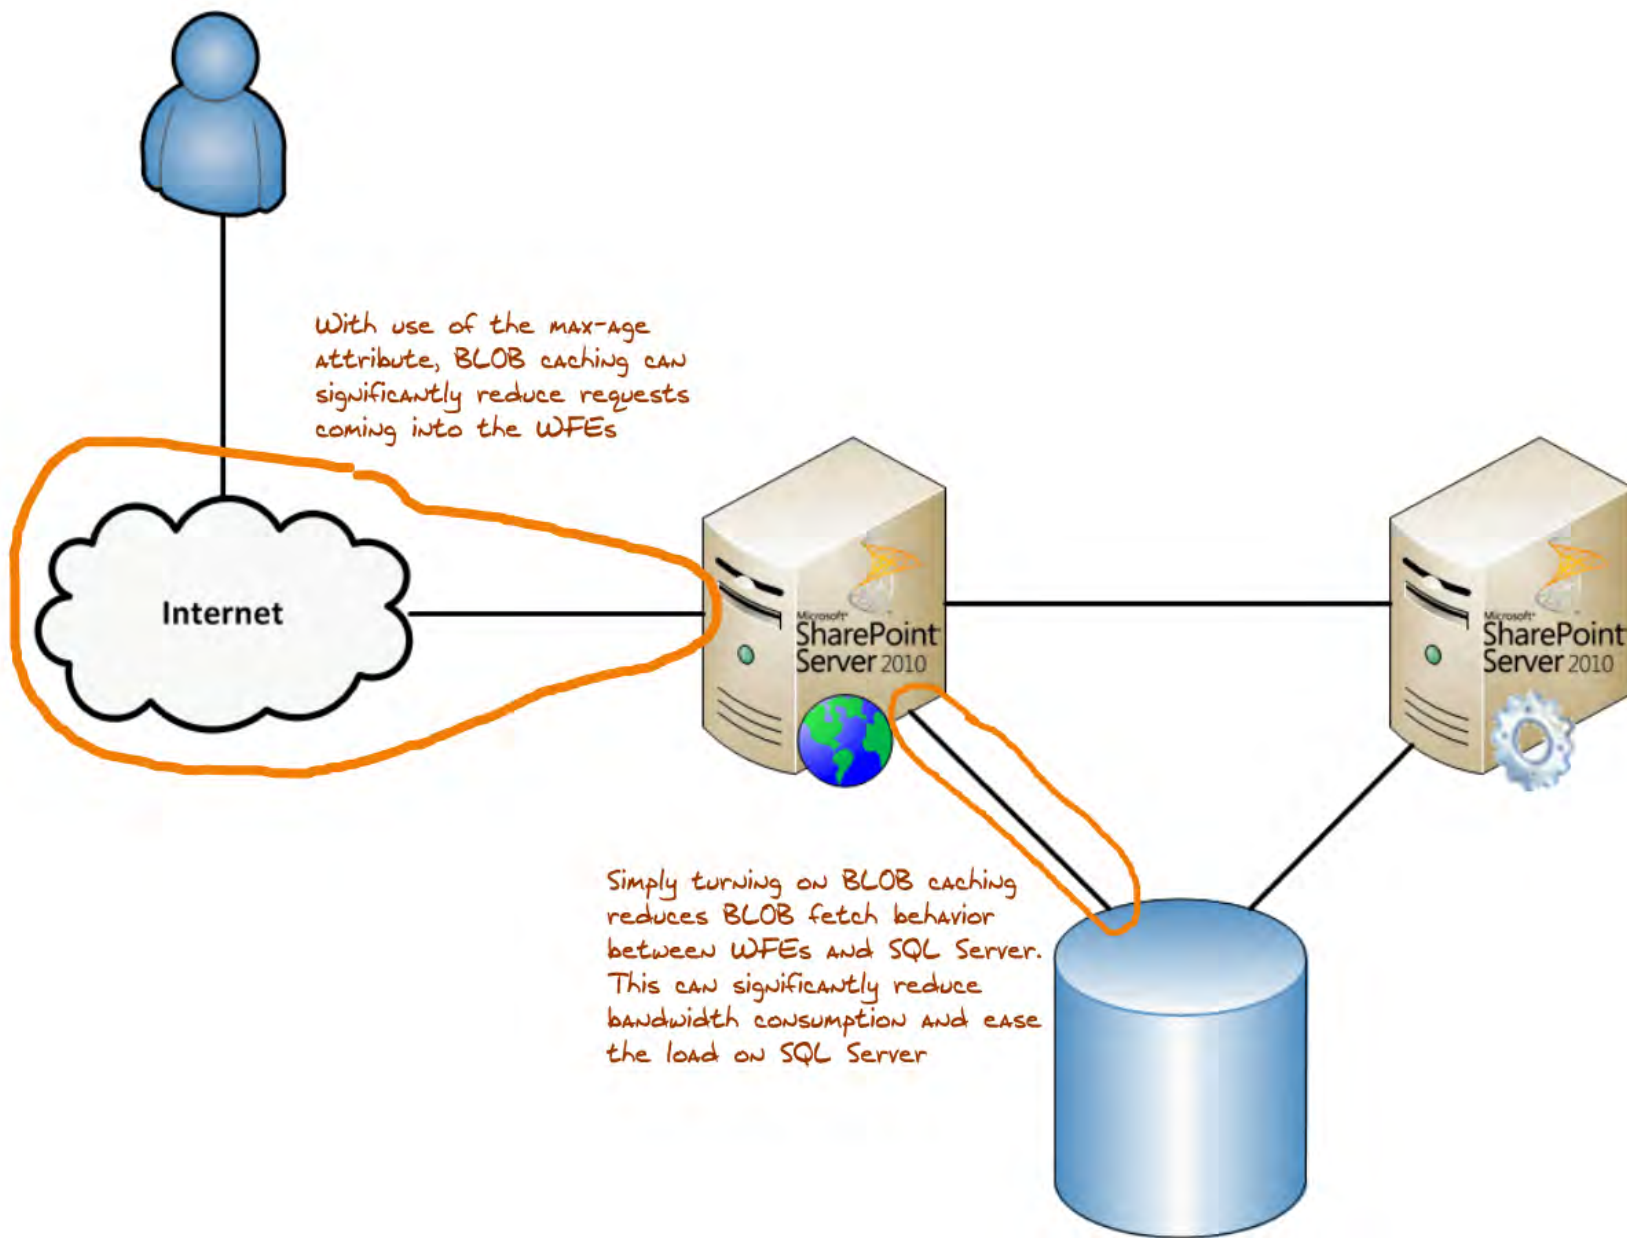 With use of the max-age
attribute, BLOB caching can
significantly reduce requests
coming into the WFEs
Internet
Microsoft®
SharePoint
Server 2010
Microsoft®
SharePoint
Server 2010
Simply turning on BLOB caching
reduces BLOB fetch behavior
between WFEs and SQL Server.
This can significantly reduce
bandwidth consumption and ease
the load on SQL Server